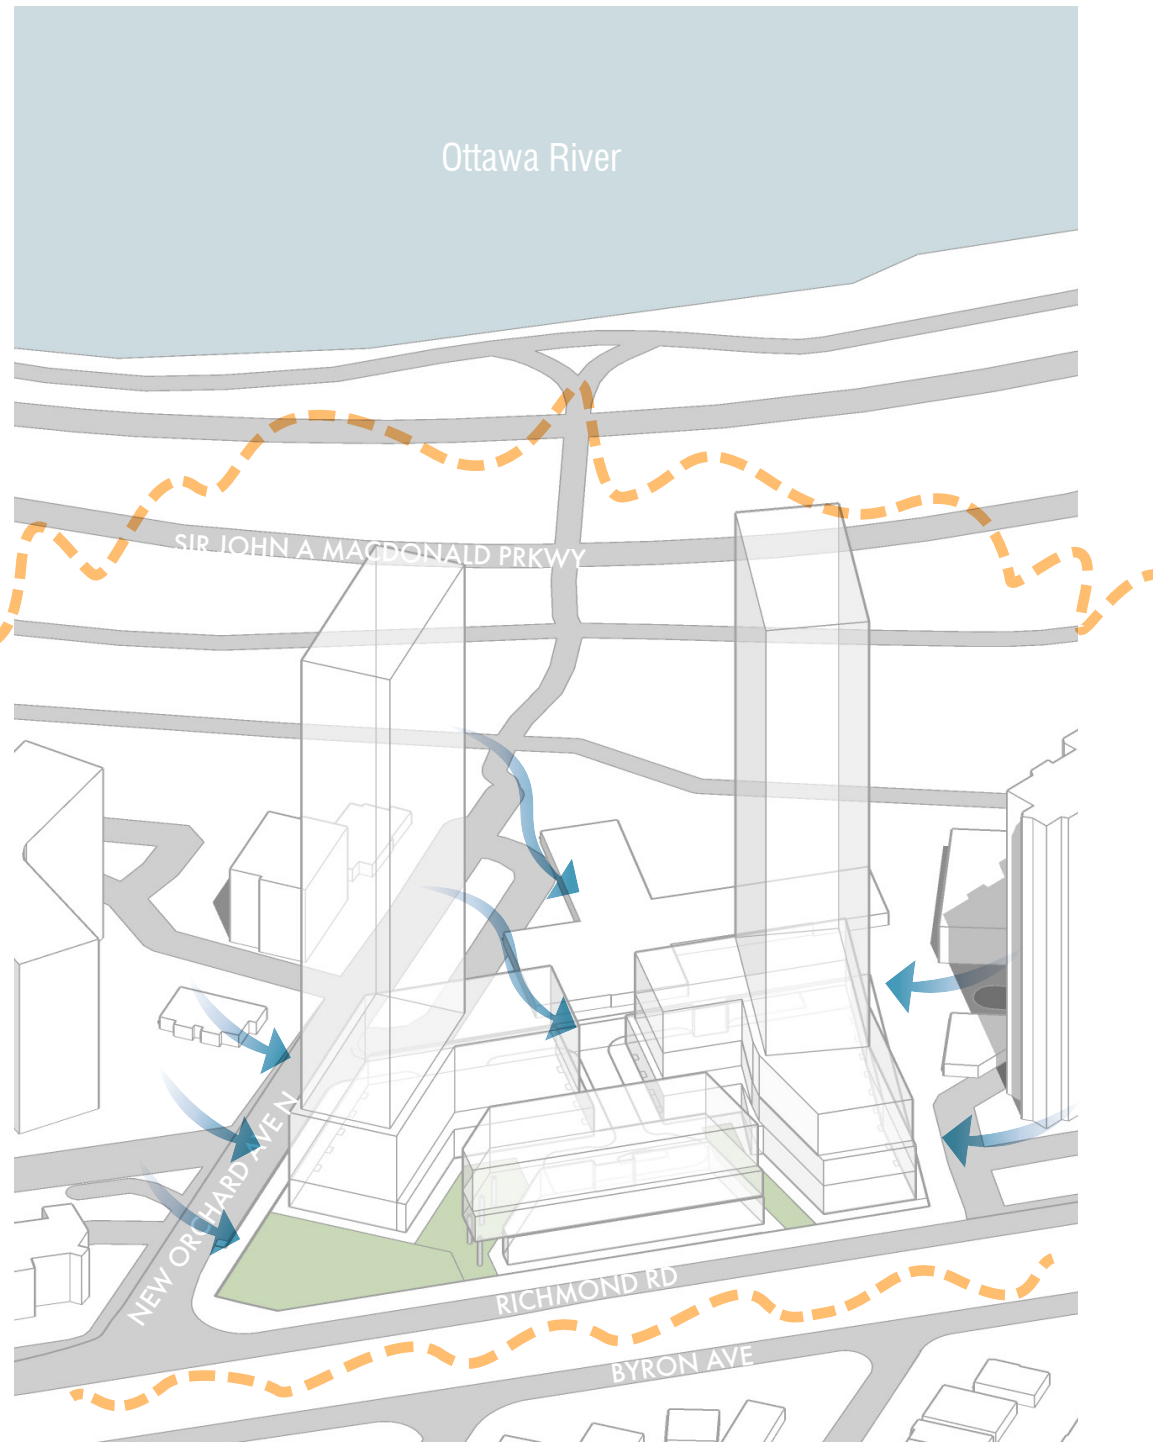 Ottawa River
SIR JOHN A MACDONALD PRKWY
NEW ORCHARD AVE N
RICHMOND RD
BYRON AVE